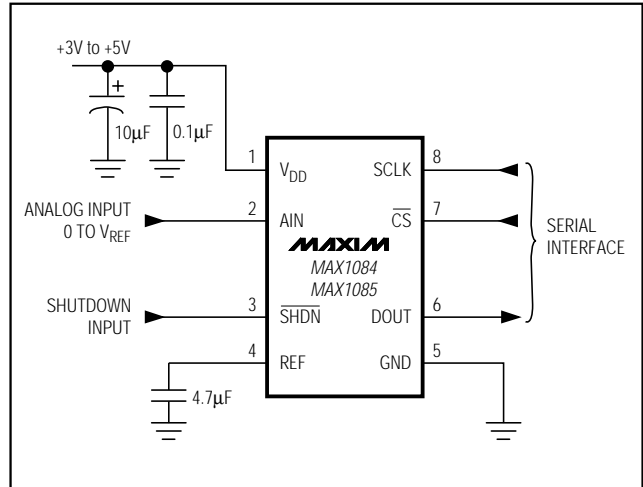 +3V to +5V
+
10μF
0.1μF
1
VDD
SCLK
8
ANALOG INPUT
0 TO VREF
2
AIN
CS
7
SERIAL
INTERFACE
MAXIM
MAX1084
MAX1085
SHUTDOWN
INPUT
3
SHDN
DOUT
6
4
REF
GND
5
4.7μF